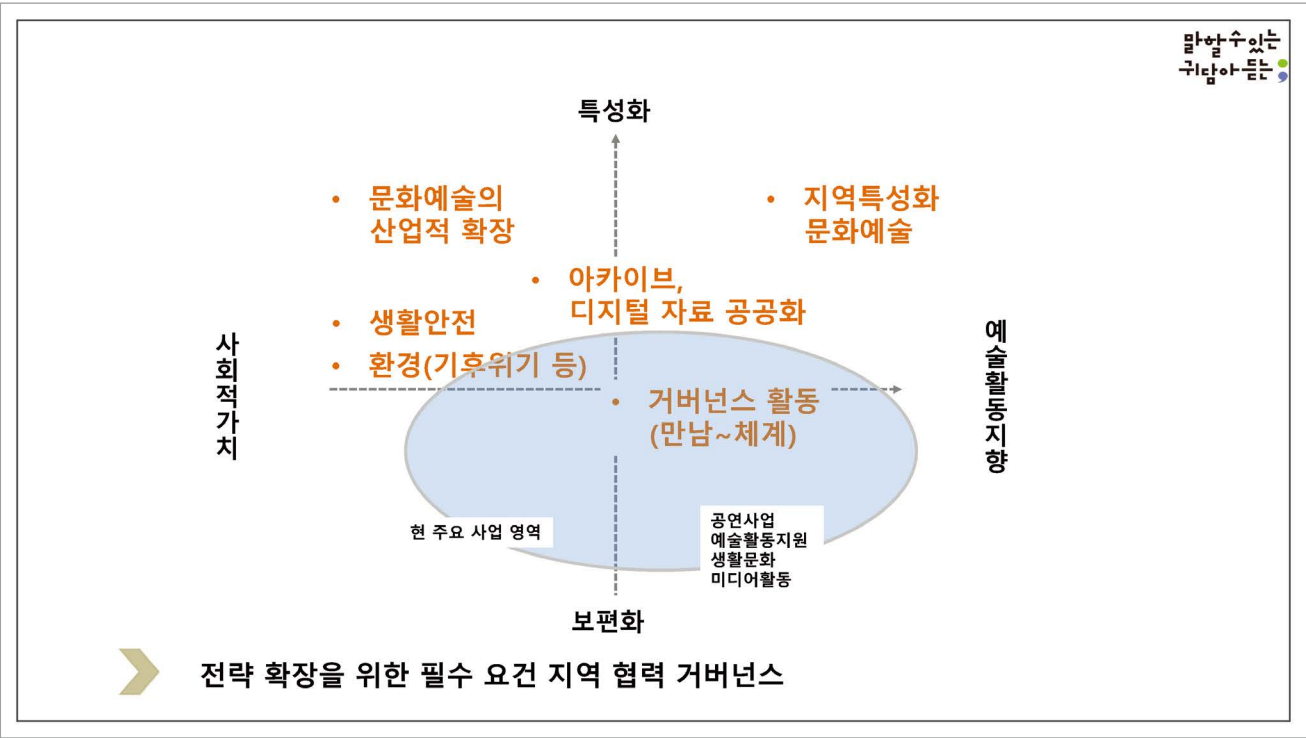 말할수있는
귀담아듣는;
특성화
• 문화예술의
산업적 확장
• 지역특성화
문화예술
• 아카이브,
디지털 자료 공공화
• 생활안전
• 환경(기후위기 등)
사회적가치
예술활동지향
• 거버넌스 활동
(만남~체계)
현 주요 사업 영역
공연사업
예술활동지원
생활문화
미디어활동
보편화
전략 확장을 위한 필수 요건 지역 협력 거버넌스